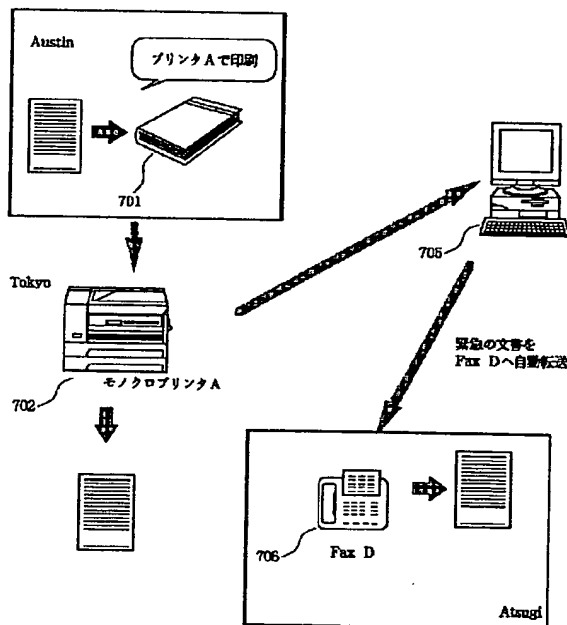 Austin
プリンタAで印刷
701
705
Tokyo
モノクロプリンタA
702
緊急の文書を
Fax Dへ自動転送
706
Fax D
Atsugi